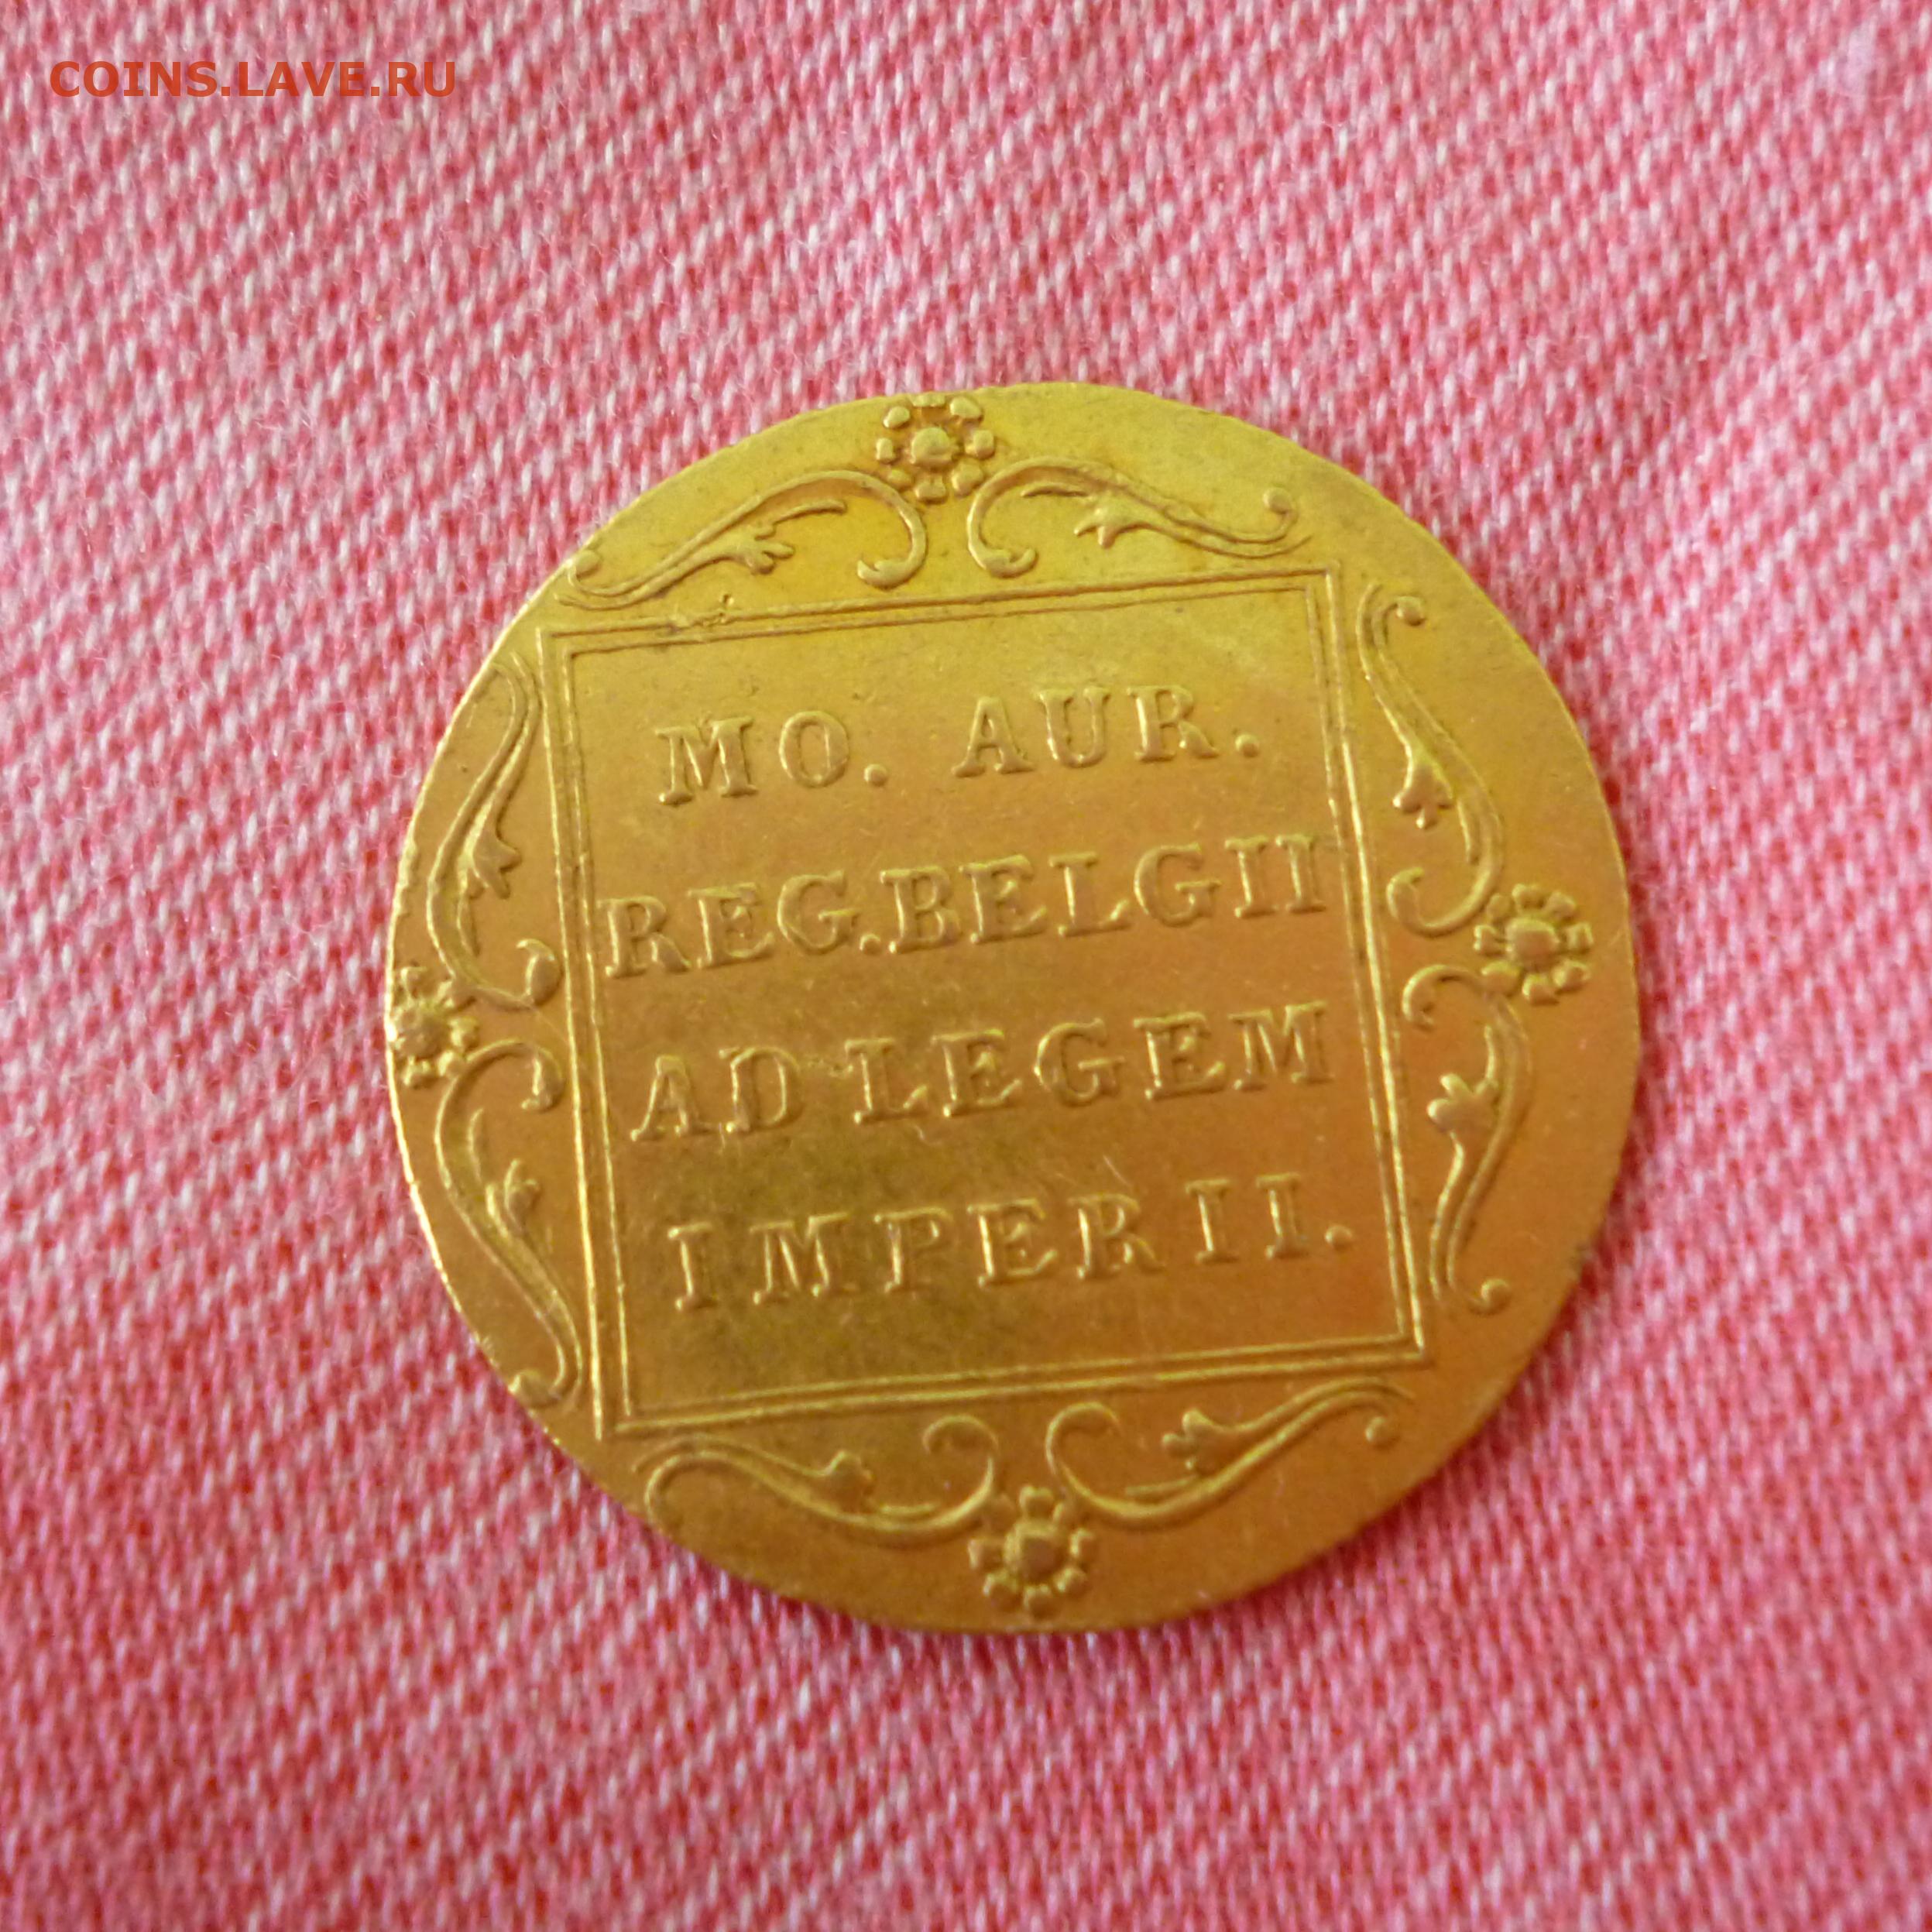 COINS.LAVE.RU
MO. AUR.
REG.BELGII
AD LEGEM
IMPERII.